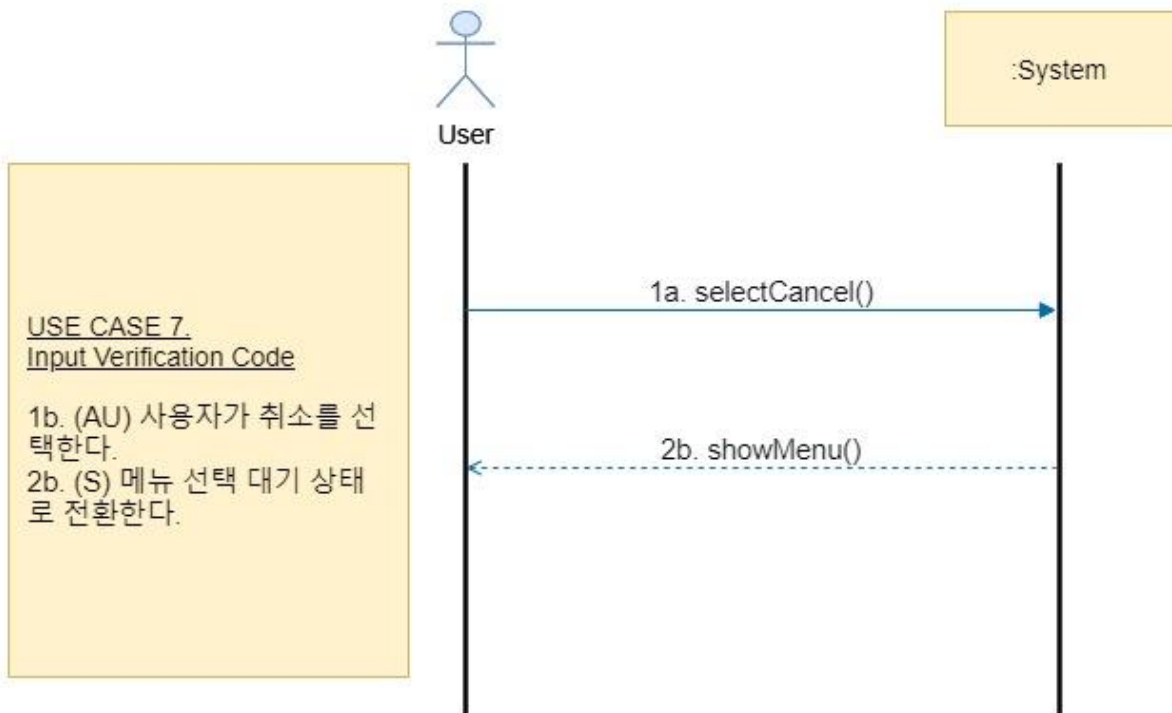 User
:System
USE CASE 7.
Input Verification Code
1b. (AU) 사용자가 취소를 선
택한다.
2b. (S) 메뉴 선택 대기 상태
로 전환한다.
1a. selectCancel()
2b. showMenu()